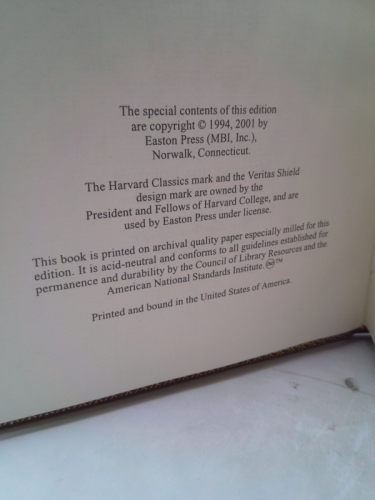 The special contents of this edition
are copyright © 1994, 2001 by
Easton Press (MBI, Inc.),
Norwalk, Connecticut.
The Harvard Classics mark and the Veritas Shield
design mark are owned by the
President and Fellows of Harvard College, and are
used by Easton Press under license.
This book is printed on archival quality paper especially milled for this
edition. It is acid-neutral and conforms to all guidelines established for
permanence and durability by the Council of Library Resources and the
American National Standards Institute. ♾™
Printed and bound in the United States of America.